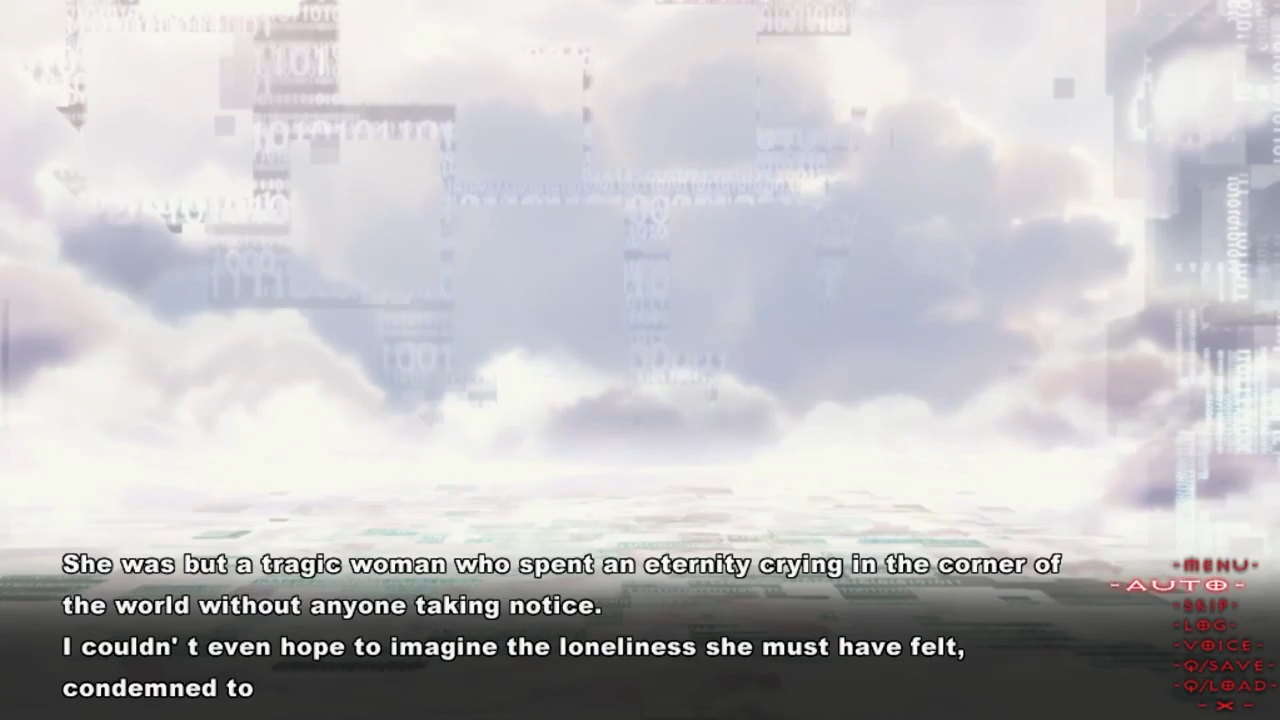 She was but a tragic woman who spent an eternity crying in the corner of
the world without anyone taking notice.
I couldn' t even hope to imagine the loneliness she must have felt,
condemned to
-MENU-
-AUTO-
-SKIP-
-LOG-
-VOICE-
-Q/SAVE-
-Q/LOAD-
-X-